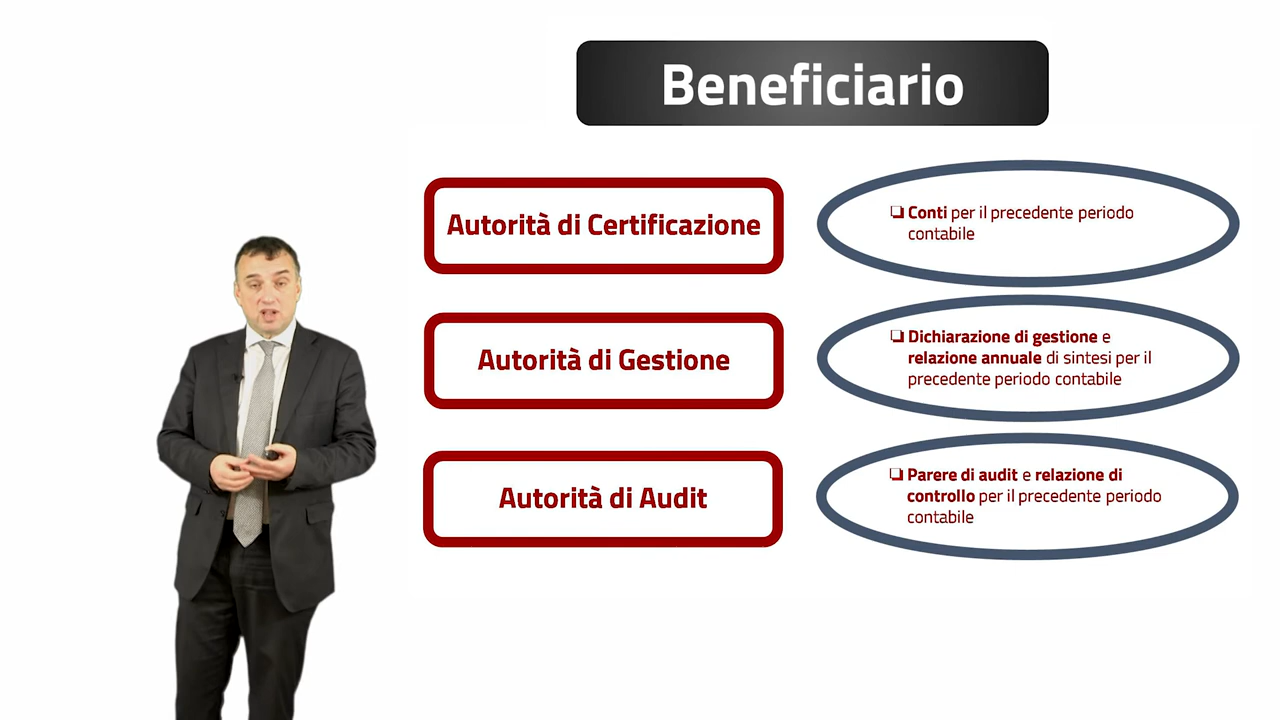 Beneficiario
Autorità di Certificazione
❑ Conti per il precedente periodo
contabile
Autorità di Gestione
❑ Dichiarazione di gestione e
relazione annuale di sintesi per il
precedente periodo contabile
Autorità di Audit
❑ Parere di audit e relazione di
controllo per il precedente periodo
contabile